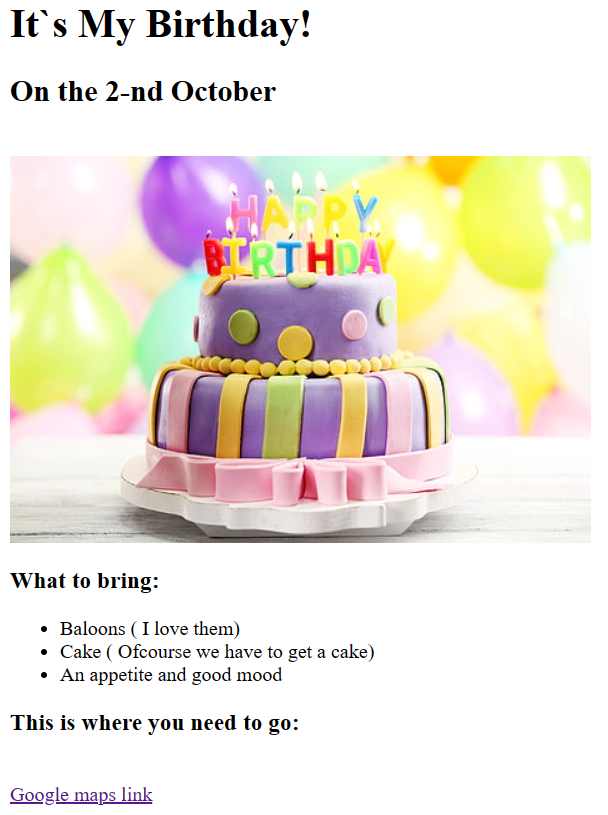 It`s My Birthday!
On the 2-nd October
HAPPY
BIRTHDAY
What to bring:
Baloons ( I love them)
Cake ( Ofcourse we have to get a cake)
An appetite and good mood
This is where you need to go:
Google maps link